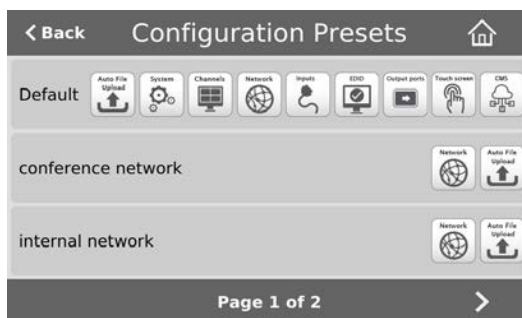 Back
Configuration Presets
Default
Auto File Upload
System
Channels
Network
Inputs
EDID
Output ports
Touch screen
CMS
conference network
Network
Auto File Upload
internal network
Network
Auto File Upload
Page 1 of 2